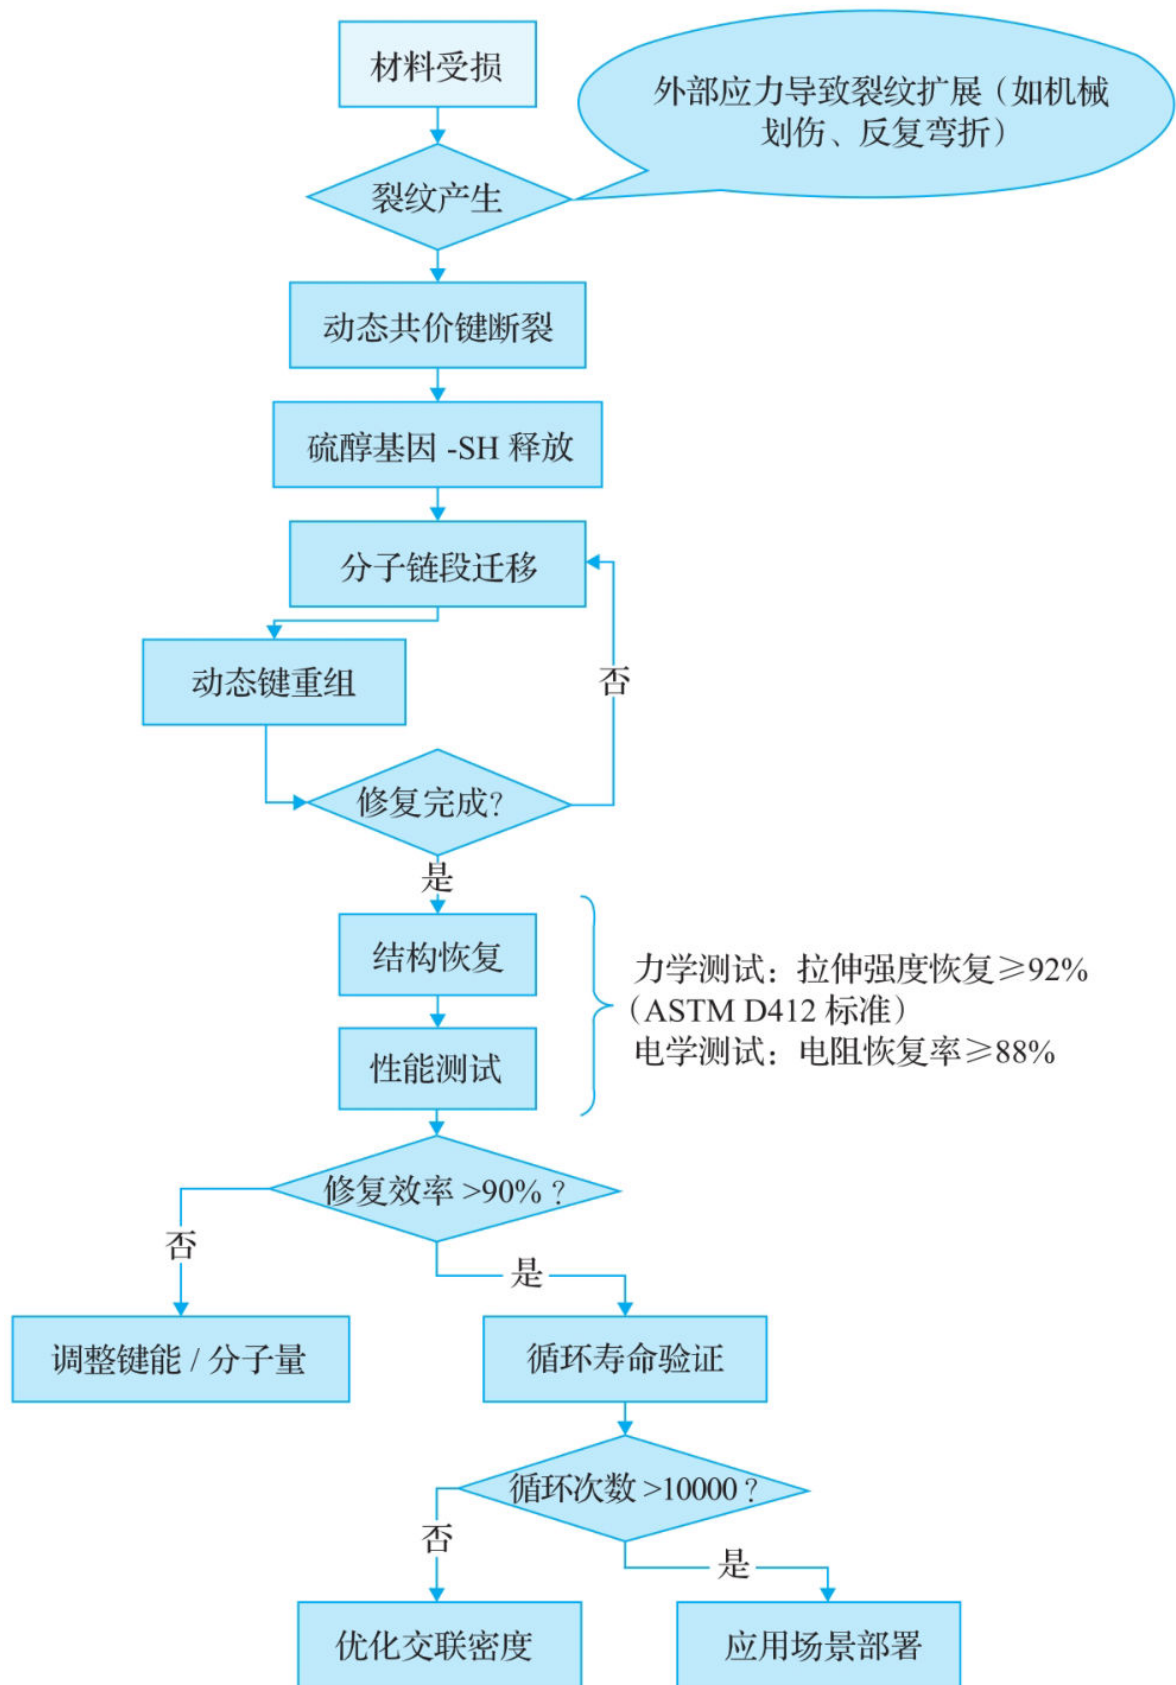 材料受损
外部应力导致裂纹扩展（如机械
划伤、反复弯折）
裂纹产生
动态共价键断裂
硫醇基因 -SH 释放
分子链段迁移
动态键重组
否
修复完成?
是
结构恢复
力学测试：拉伸强度恢复≥92%
（ASTM D412 标准）
电学测试：电阻恢复率≥88%
性能测试
修复效率 >90% ?
否
是
调整键能 / 分子量
循环寿命验证
循环次数 >10000 ?
否
是
优化交联密度
应用场景部署